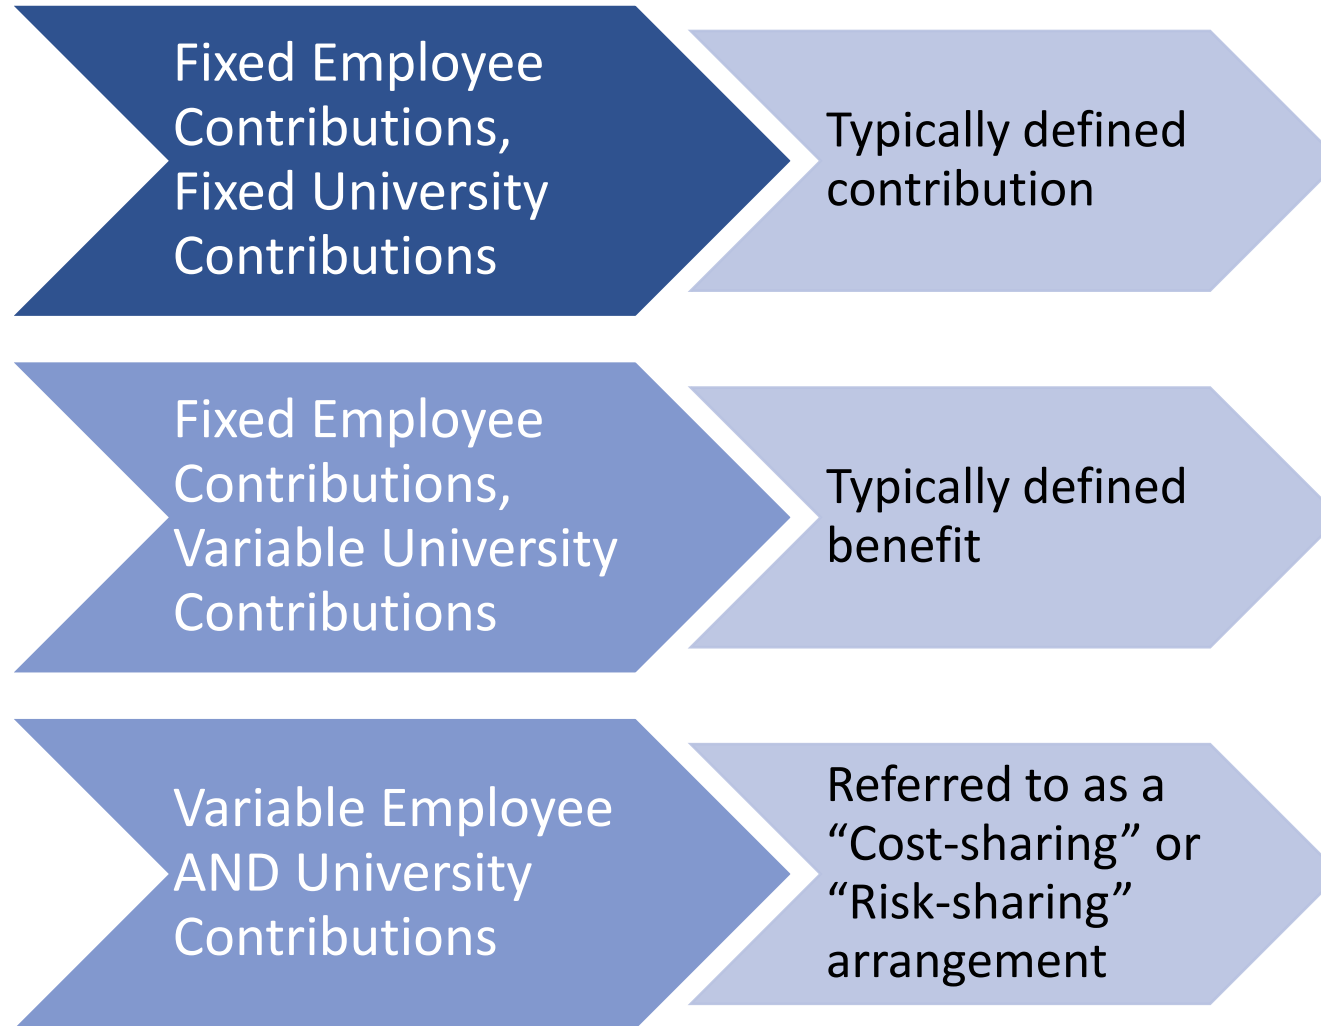 Fixed Employee
Contributions,
Fixed University
Contributions
Typically defined
contribution
Fixed Employee
Contributions,
Variable University
Contributions
Typically defined
benefit
Variable Employee
AND University
Contributions
Referred to as a
“Cost-sharing” or
“Risk-sharing”
arrangement